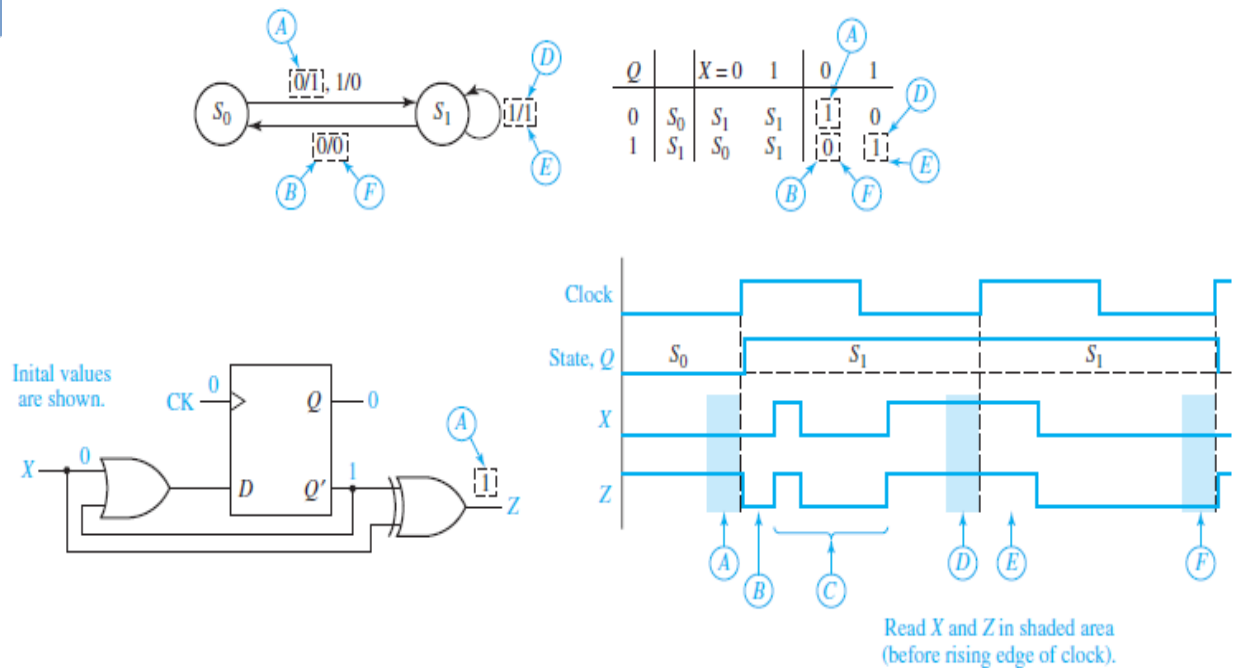 A
0/1, 1/0
D
S0
S1
1/1
0/0
B F
E
A
Q X = 0 1 0 1
D
0 S0 S1 S1 1 0
1 S1 S0 S1 0 1
E
B F
Inital values
are shown.
CK 0 Q 0
A
X 0 1 1
D Q' Z
Clock
State, Q S0 S1 S1
X
Z
A B C D E F
Read X and Z in shaded area
(before rising edge of clock).